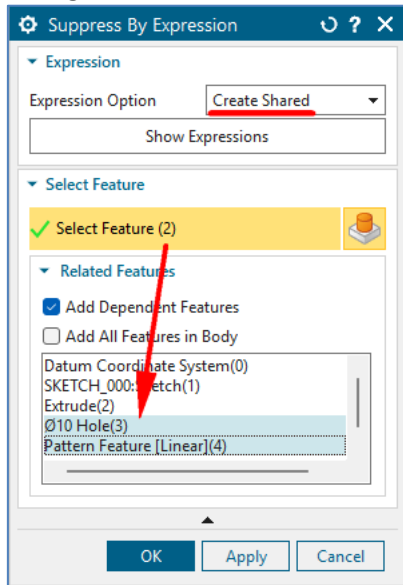 Suppress By Expression
Expression
Expression Option Create Shared
Show Expressions
Select Feature
Select Feature (2)
Related Features
Add Dependent Features
Add All Features in Body
Datum Coordinate System(0)
SKETCH_000:Sketch(1)
Extrude(2)
Ø10 Hole(3)
Pattern Feature [Linear](4)
OK Apply Cancel